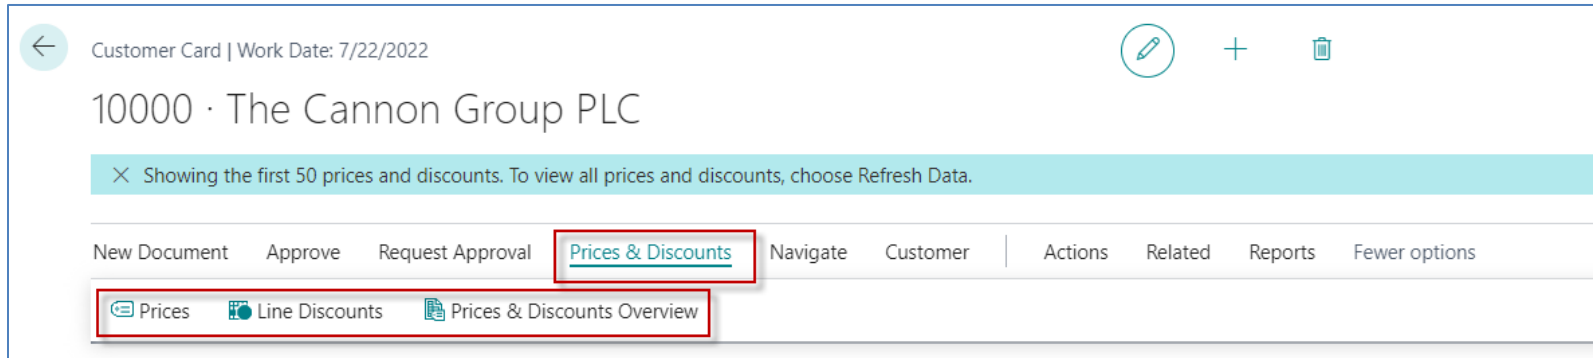 Customer Card | Work Date: 7/22/2022
10000 · The Cannon Group PLC
Showing the first 50 prices and discounts. To view all prices and discounts, choose Refresh Data.
New Document Approve Request Approval Prices & Discounts Navigate Customer Actions Related Reports Fewer options
Prices Line Discounts Prices & Discounts Overview